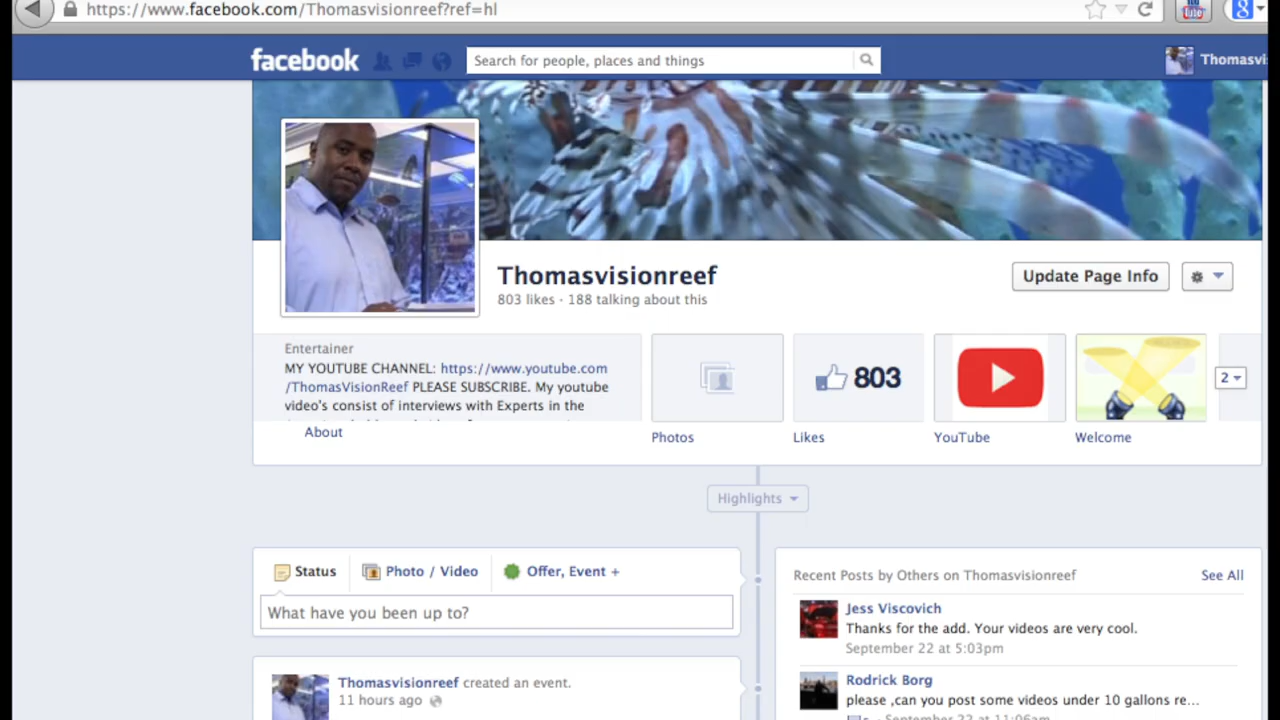 https://www.facebook.com/Thomasvisionreef?ref=hl
facebook
Search for people, places and things
Thomasvi
Thomasvisionreef
803 likes · 188 talking about this
Update Page Info
Entertainer
MY YOUTUBE CHANNEL: https://www.youtube.com
/ThomasVisionReef PLEASE SUBSCRIBE. My youtube
video's consist of interviews with Experts in the
About
803
2
Photos
Likes
YouTube
Welcome
Highlights
Status
Photo / Video
Offer, Event +
What have you been up to?
Thomasvisionreef created an event.
11 hours ago
Recent Posts by Others on Thomasvisionreef
See All
Jess Viscovich
Thanks for the add. Your videos are very cool.
September 22 at 5:03pm
Rodrick Borg
please ,can you post some videos under 10 gallons re...
September 22 at 11:06am